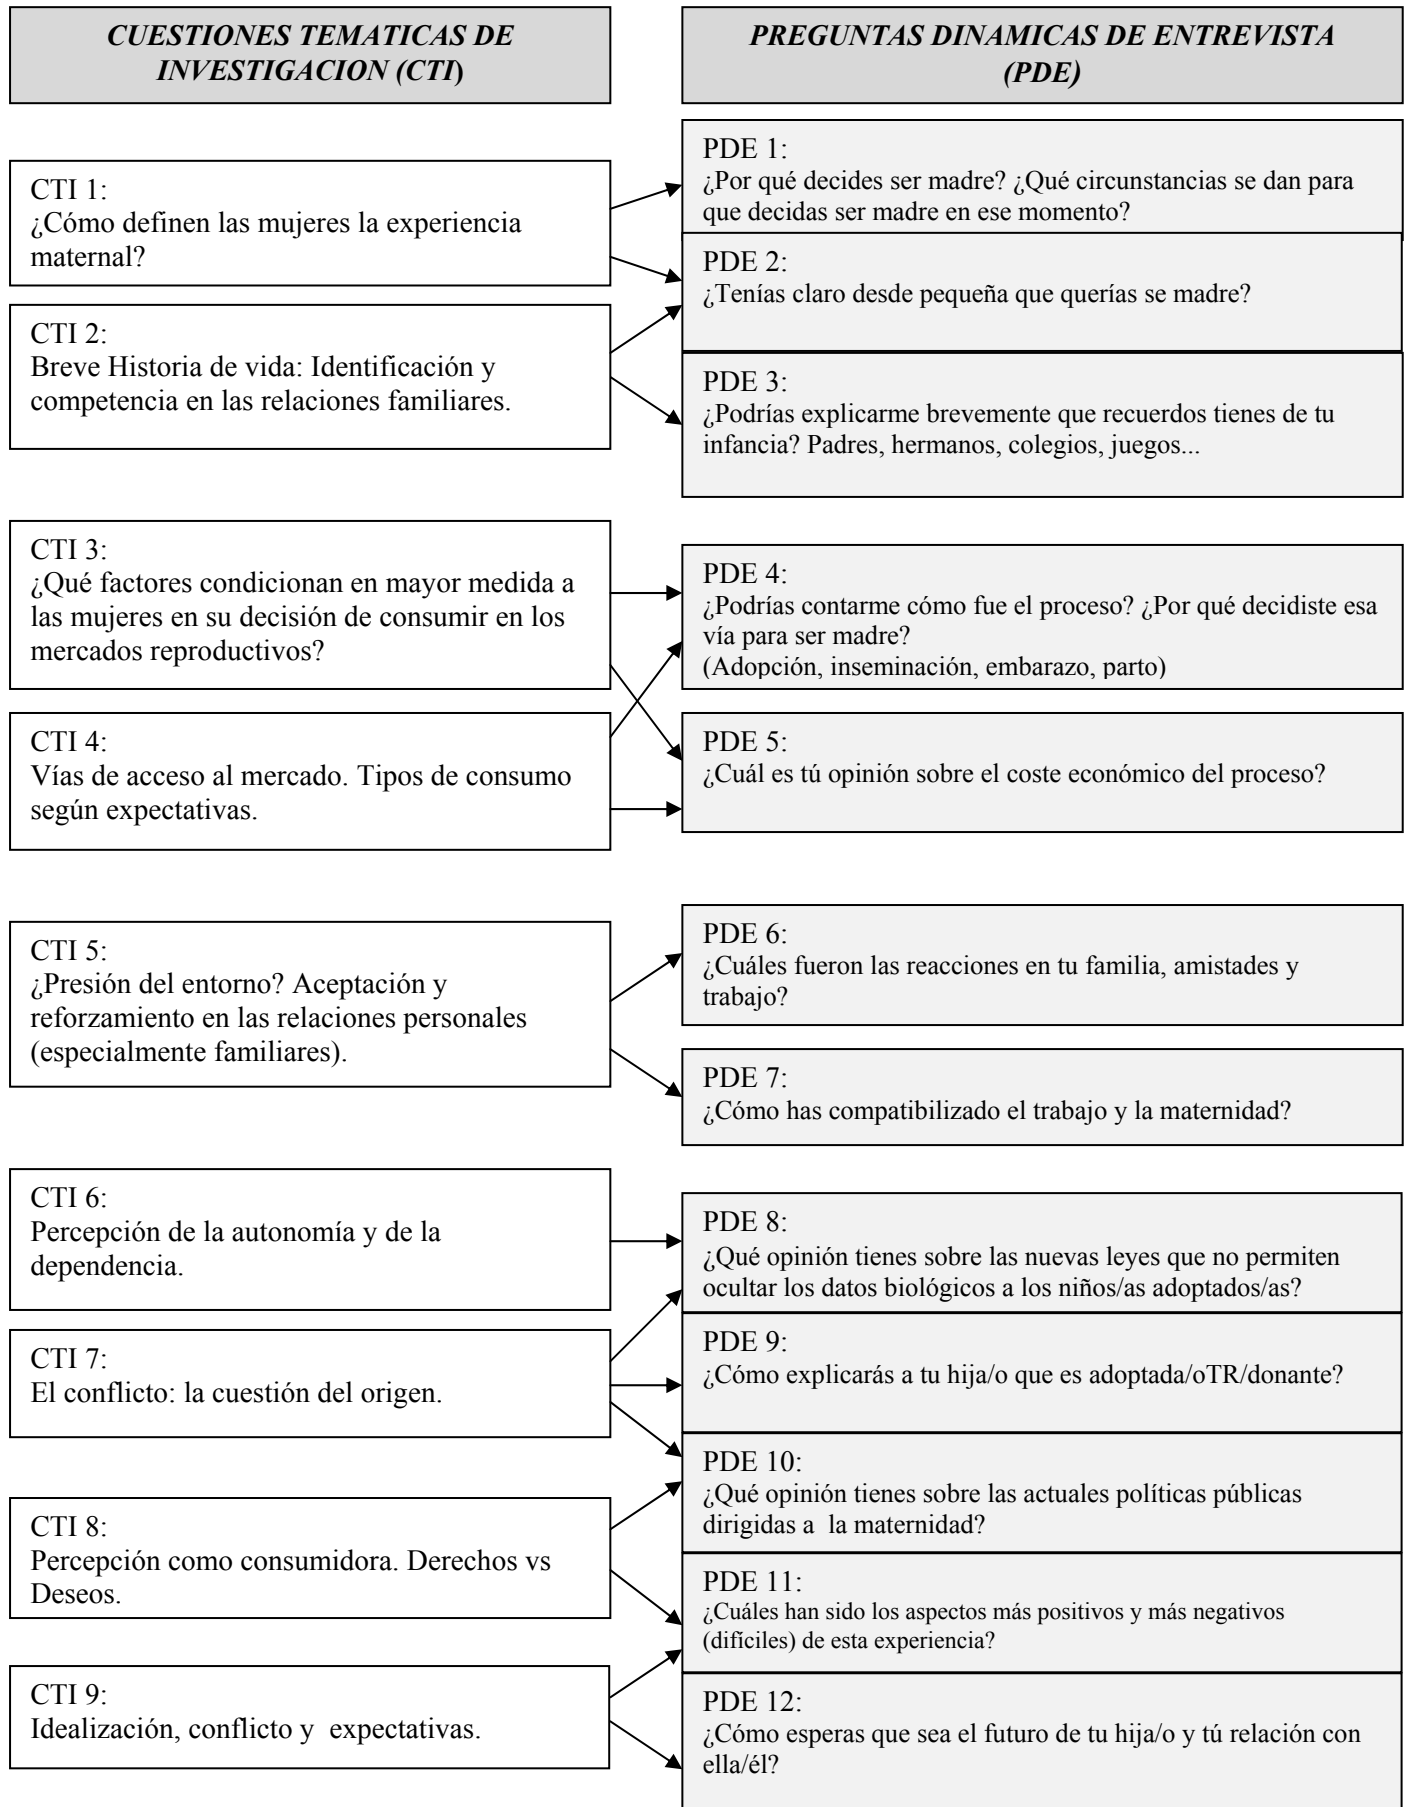 CUESTIONES TEMATICAS DE
INVESTIGACION (CTI)
PREGUNTAS DINAMICAS DE ENTREVISTA
(PDE)
CTI 1:
¿Cómo definen las mujeres la experiencia
maternal?
CTI 2:
Breve Historia de vida: Identificación y
competencia en las relaciones familiares.
CTI 3:
¿Qué factores condicionan en mayor medida a
las mujeres en su decisión de consumir en los
mercados reproductivos?
CTI 4:
Vías de acceso al mercado. Tipos de consumo
según expectativas.
CTI 5:
¿Presión del entorno? Aceptación y
reforzamiento en las relaciones personales
(especialmente familiares).
CTI 6:
Percepción de la autonomía y de la
dependencia.
CTI 7:
El conflicto: la cuestión del origen.
CTI 8:
Percepción como consumidora. Derechos vs
Deseos.
CTI 9:
Idealización, conflicto y  expectativas.
PDE 1:
¿Por qué decides ser madre? ¿Qué circunstancias se dan para
que decidas ser madre en ese momento?
PDE 2:
¿Tenías claro desde pequeña que querías se madre?
PDE 3:
¿Podrías explicarme brevemente que recuerdos tienes de tu
infancia? Padres, hermanos, colegios, juegos...
PDE 4:
¿Podrías contarme cómo fue el proceso? ¿Por qué decidiste esa
vía para ser madre?
(Adopción, inseminación, embarazo, parto)
PDE 5:
¿Cuál es tú opinión sobre el coste económico del proceso?
PDE 6:
¿Cuáles fueron las reacciones en tu familia, amistades y
trabajo?
PDE 7:
¿Cómo has compatibilizado el trabajo y la maternidad?
PDE 8:
¿Qué opinión tienes sobre las nuevas leyes que no permiten
ocultar los datos biológicos a los niños/as adoptados/as?
PDE 9:
¿Cómo explicarás a tu hija/o que es adoptada/oTR/donante?
PDE 10:
¿Qué opinión tienes sobre las actuales políticas públicas
dirigidas a  la maternidad?
PDE 11:
¿Cuáles han sido los aspectos más positivos y más negativos
(difíciles) de esta experiencia?
PDE 12:
¿Cómo esperas que sea el futuro de tu hija/o y tú relación con
ella/él?